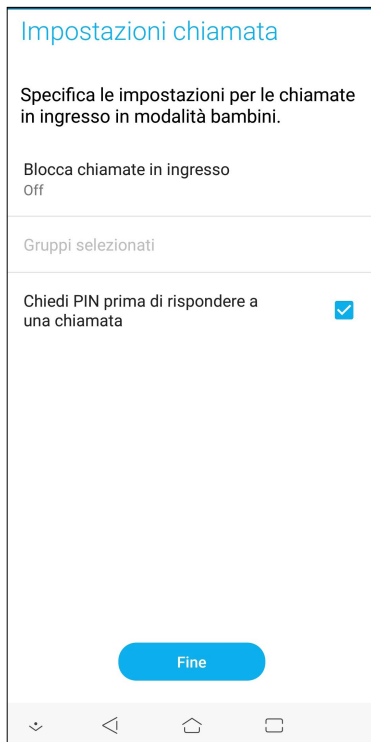 Impostazioni chiamata
Specifica le impostazioni per le chiamate
in ingresso in modalità bambini.
Blocca chiamate in ingresso
Off
Gruppi selezionati
Chiedi PIN prima di rispondere a
una chiamata
Fine